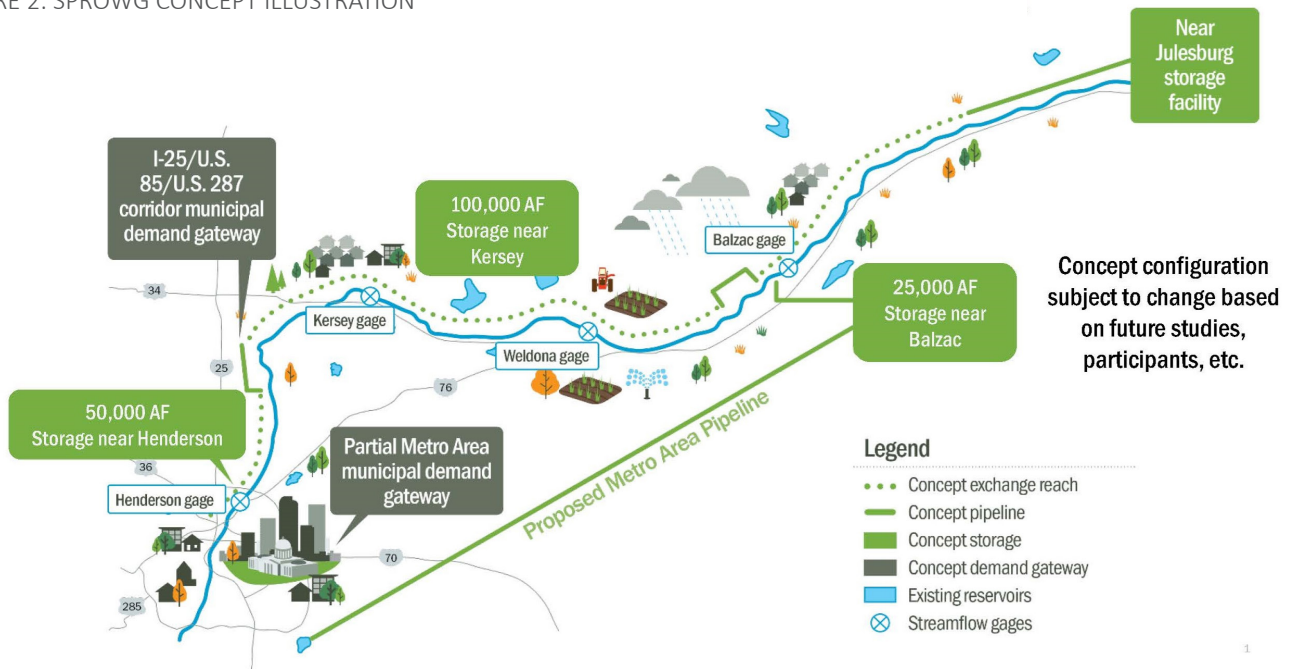 RE 2. SPROWG CONCEPT ILLUSTRATION
Near
Julesburg
storage
facility
I-25/U.S.
85/U.S. 287
corridor municipal
demand gateway
100,000 AF
Storage near
Kersey
Balzac gage
34
Kersey gage
Weldona gage
25,000 AF
Storage near
Balzac
Concept configuration
subject to change based
on future studies,
participants, etc.
25
76
50,000 AF
Storage near Henderson
Partial Metro Area
municipal demand
gateway
Proposed Metro Area Pipeline
36
Henderson gage
70
285
Legend
Concept exchange reach
Concept pipeline
Concept storage
Concept demand gateway
Existing reservoirs
Streamflow gages
1